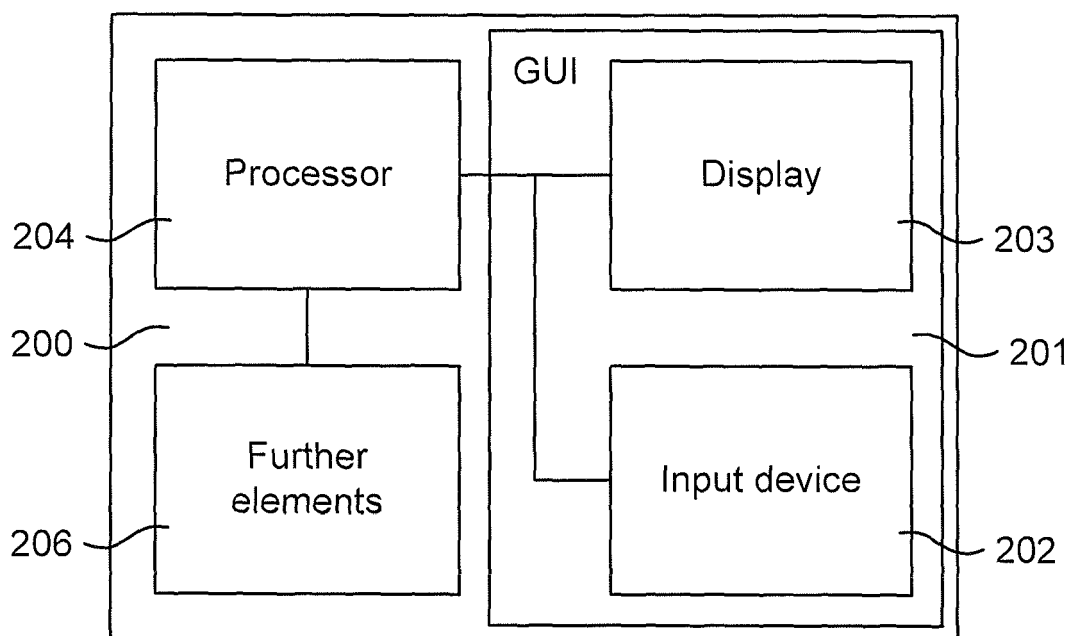 GUI
Processor
Display
204
203
200
201
Further
elements
Input device
206
202